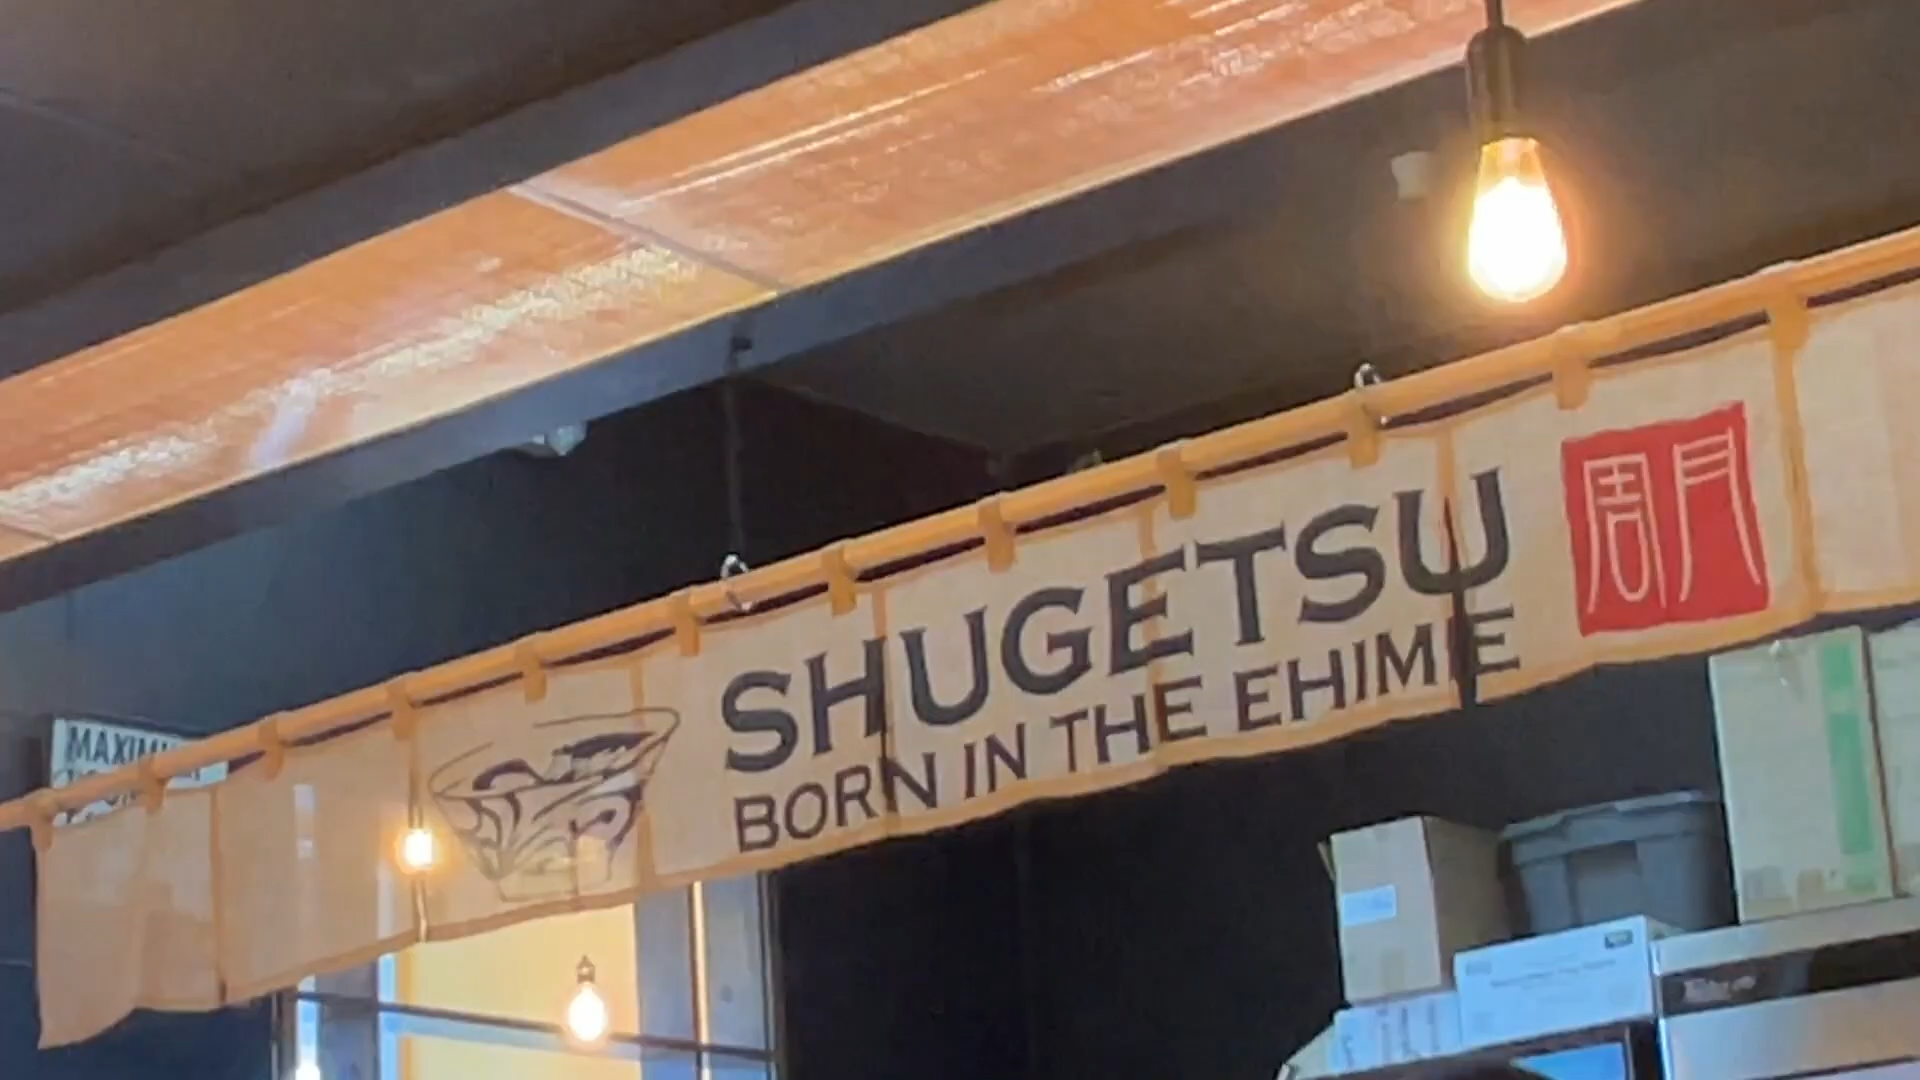 SHUGETSU
BORN IN THE EHIME
周月